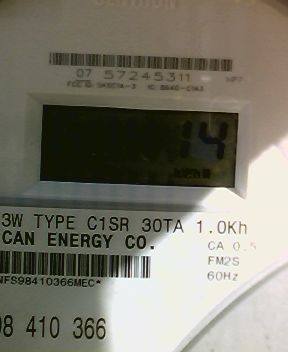 07 57245311
14
3W TYPE C1SR 30TA 1.0Kh
CAN ENERGY CO.
CA 0.5
FM2S
60Hz
NFS98410366MEC*
98 410 366